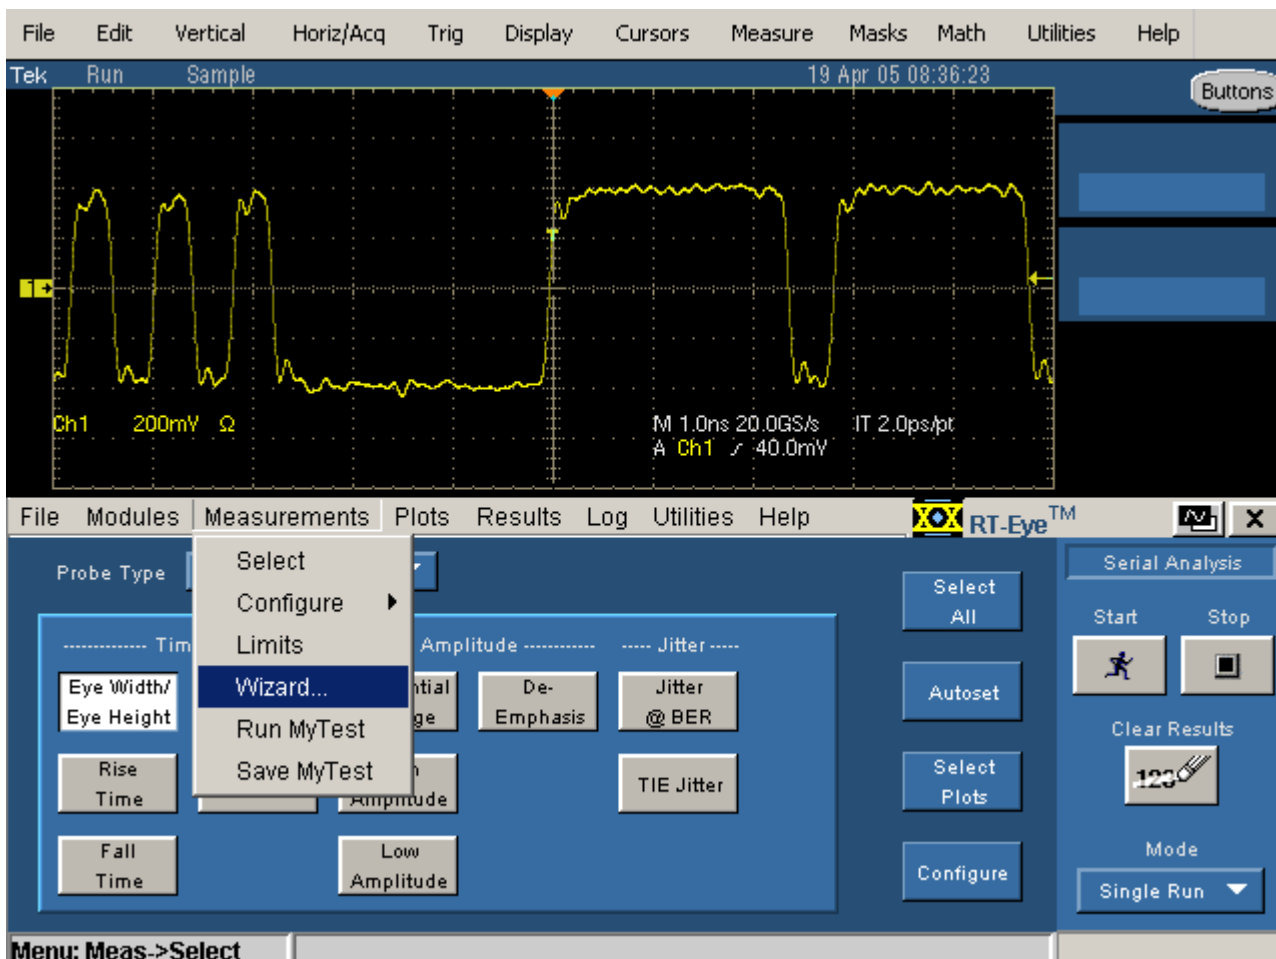 File Edit Vertical Horiz/Acq Trig Display Cursors Measure Masks Math Utilities Help
Tek Run Sample 19 Apr 05 08:36:23
Buttons
1
T
Ch1 200mV Ω M 1.0ns 20.0GS/s IT 2.0ps/pt
A Ch1 40.0mV
File Modules Measurements Plots Results Log Utilities Help RT-Eye™ X
Probe Type
Select
Configure
Limits
Wizard...
Run MyTest
Save MyTest
Amplitude
Jitter
Eye Width/
Eye Height
De-
Emphasis
Jitter
@ BER
Rise
Time
Amplitude
TIE Jitter
Fall
Time
Low
Amplitude
Select
All
Autoset
Select
Plots
Configure
Serial Analysis
Start Stop
Clear Results
123
Mode
Single Run
Menu: Meas->Select